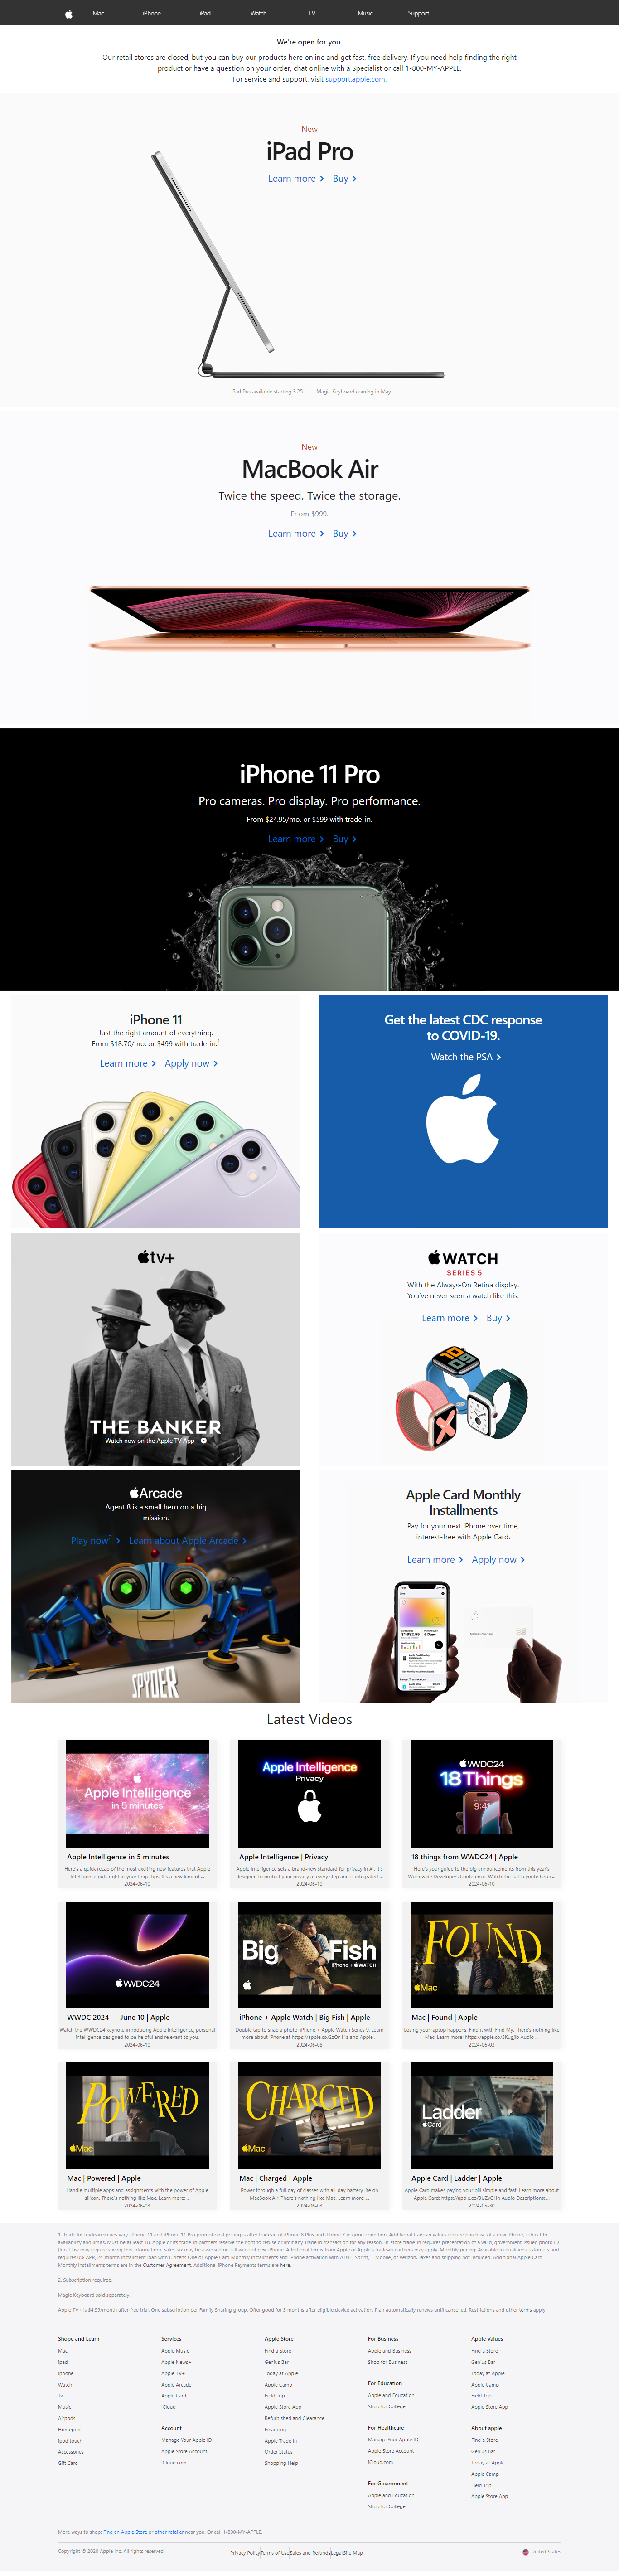 Mac iPhone iPad Watch TV Music Support
We're open for you.
Our retail stores are closed, but you can buy our products here online and get fast, free delivery. If you need help finding the right
product or have a question on your order, chat online with a Specialist or call 1-800-MY-APPLE.
For service and support, visit support.apple.com.
New
iPad Pro
Learn more Buy
iPad Pro available starting 3.25 Magic Keyboard coming in May
New
MacBook Air
Twice the speed. Twice the storage.
Fr om $999.
Learn more Buy
iPhone 11 Pro
Pro cameras. Pro display. Pro performance.
From $24.95/mo. or $599 with trade-in.
Learn more Buy
iPhone 11
Just the right amount of everything.
From $18.70/mo. or $499 with trade-in.1
Learn more Apply now
Get the latest CDC response
to COVID-19.
Watch the PSA
tv+
THE BANKER
Watch now on the Apple TV App
WATCH
SERIES 5
With the Always-On Retina display.
You've never seen a watch like this.
Learn more Buy
Arcade
Agent 8 is a small hero on a big
mission.
Play now2 Learn about Apple Arcade
SPYDER
Apple Card Monthly
Installments
Pay for your next iPhone over time,
interest-free with Apple Card.
Learn more Apply now
Latest Videos
Apple Intelligence
in 5 minutes
Apple Intelligence in 5 minutes
Here's a quick recap of the most exciting new features that Apple
Intelligence puts right at your fingertips. It's a new kind of ...
2024-06-10
Apple Intelligence
Privacy
Apple Intelligence | Privacy
Apple Intelligence sets a brand-new standard for privacy in AI. It's
designed to protect your privacy at every step and is integrated ...
2024-06-10
WWDC24
18 Things
9:41
18 things from WWDC24 | Apple
Here's your guide to the big announcements from this year's
Worldwide Developers Conference. Watch the full keynote here: ...
2024-06-10
WWDC24
WWDC 2024 — June 10 | Apple
Watch the WWDC24 keynote introducing Apple Intelligence, personal
intelligence designed to be helpful and relevant to you.
2024-06-10
Big Fish
iPhone + WATCH
iPhone + Apple Watch | Big Fish | Apple
Double tap to snap a photo. iPhone + Apple Watch Series 9. Learn
more about iPhone at https://apple.co/2zGn11z and Apple ...
2024-06-08
FOUND
Mac
Mac | Found | Apple
Losing your laptop happens. Find it with Find My. There's nothing like
Mac. Learn more: https://apple.co/3KugJib Audio ...
2024-06-03
POWERED
Mac
Mac | Powered | Apple
Handle multiple apps and assignments with the power of Apple
silicon. There's nothing like Mac. Learn more: ...
2024-06-03
CHARGED
Mac
Mac | Charged | Apple
Power through a full day of classes with all-day battery life on
MacBook Air. There's nothing like Mac. Learn more: ...
2024-06-03
Ladder
Card
Apple Card | Ladder | Apple
Apple Card makes paying your bill simple and fast. Learn more about
Apple Card: Audio Descriptions: ...
2024-05-30
1. Trade In: Trade-in values vary. iPhone 11 and iPhone 11 Pro promotional pricing is after trade-in of iPhone 8 Plus and iPhone X in good condition. Additional trade-in values require purchase of a new iPhone, subject to
availability and limits. Must be at least 18. Apple or its trade-in partners reserve the right to refuse or limit any Trade In transaction for any reason. In-store trade-in requires presentation of a valid, government-issued photo ID
(local law may require saving this information). Sales tax may be assessed on full value of new iPhone. Additional terms from Apple or Apple's trade-in partners may apply. Monthly pricing: Available to qualified customers and
requires 0% APR, 24-month installment loan with Citizens One or Apple Card Monthly Installments and iPhone activation with AT&T, Sprint, T-Mobile, or Verizon. Taxes and shipping not included. Additional Apple Card
Monthly Installments terms are in the Customer Agreement. Additional iPhone Payments terms are here.
2. Subscription required.
Magic Keyboard sold separately.
Apple TV+ is $4.99/month after free trial. One subscription per Family Sharing group. Offer good for 3 months after eligible device activation. Plan automatically renews until cancelled. Restrictions and other terms apply.
Shope and Learn
Mac
Ipad
Iphone
Watch
Tv
Music
Airpods
Homepod
Ipod touch
Accessories
Gift Card
Services
Apple Music
Apple News+
Apple TV+
Apple Arcade
Apple Card
iCloud
Account
Manage Your Apple ID
Apple Store Account
iCloud.com
Apple Store
Find a Store
Genius Bar
Today at Apple
Apple Camp
Field Trip
Apple Store App
Refurbished and Clearance
Financing
Apple Trade In
Order Status
Shopping Help
For Business
Apple and Business
Shop for Business
For Education
Apple and Education
Shop for College
For Healthcare
Manage Your Apple ID
Apple Store Account
iCloud.com
For Government
Apple and Education
Shop for College
Apple Values
Find a Store
Genius Bar
Today at Apple
Apple Camp
Field Trip
Apple Store App
About apple
Find a Store
Genius Bar
Today at Apple
Apple Camp
Field Trip
Apple Store App
More ways to shop: Find an Apple Store or other retailer near you. Or call 1-800-MY-APPLE.
Copyright © 2020 Apple Inc. All rights reserved. Privacy PolicyTerms of UseSales and RefundsLegalSite Map United States